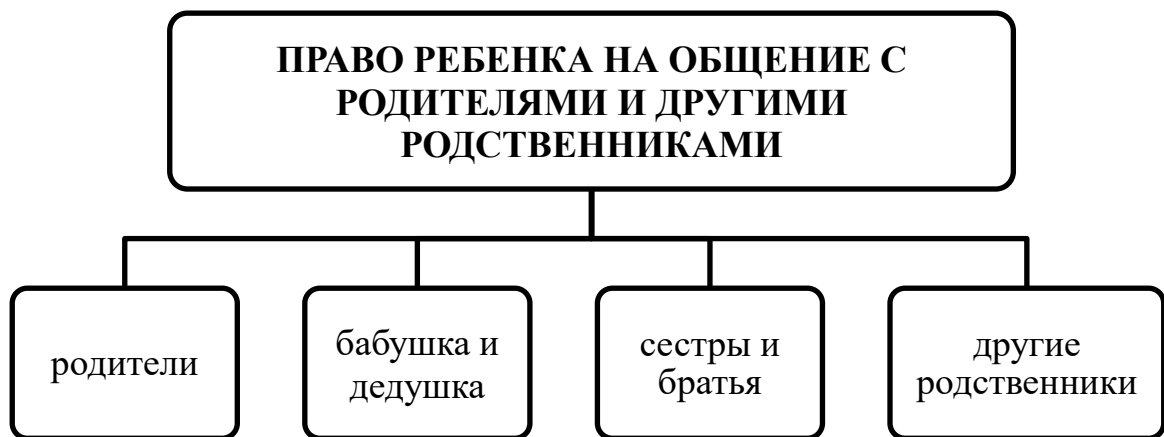 ПРАВО РЕБЕНКА НА ОБЩЕНИЕ С
РОДИТЕЛЯМИ И ДРУГИМИ
РОДСТВЕННИКАМИ
родители
бабушка и
дедушка
сестры и
братья
другие
родственники